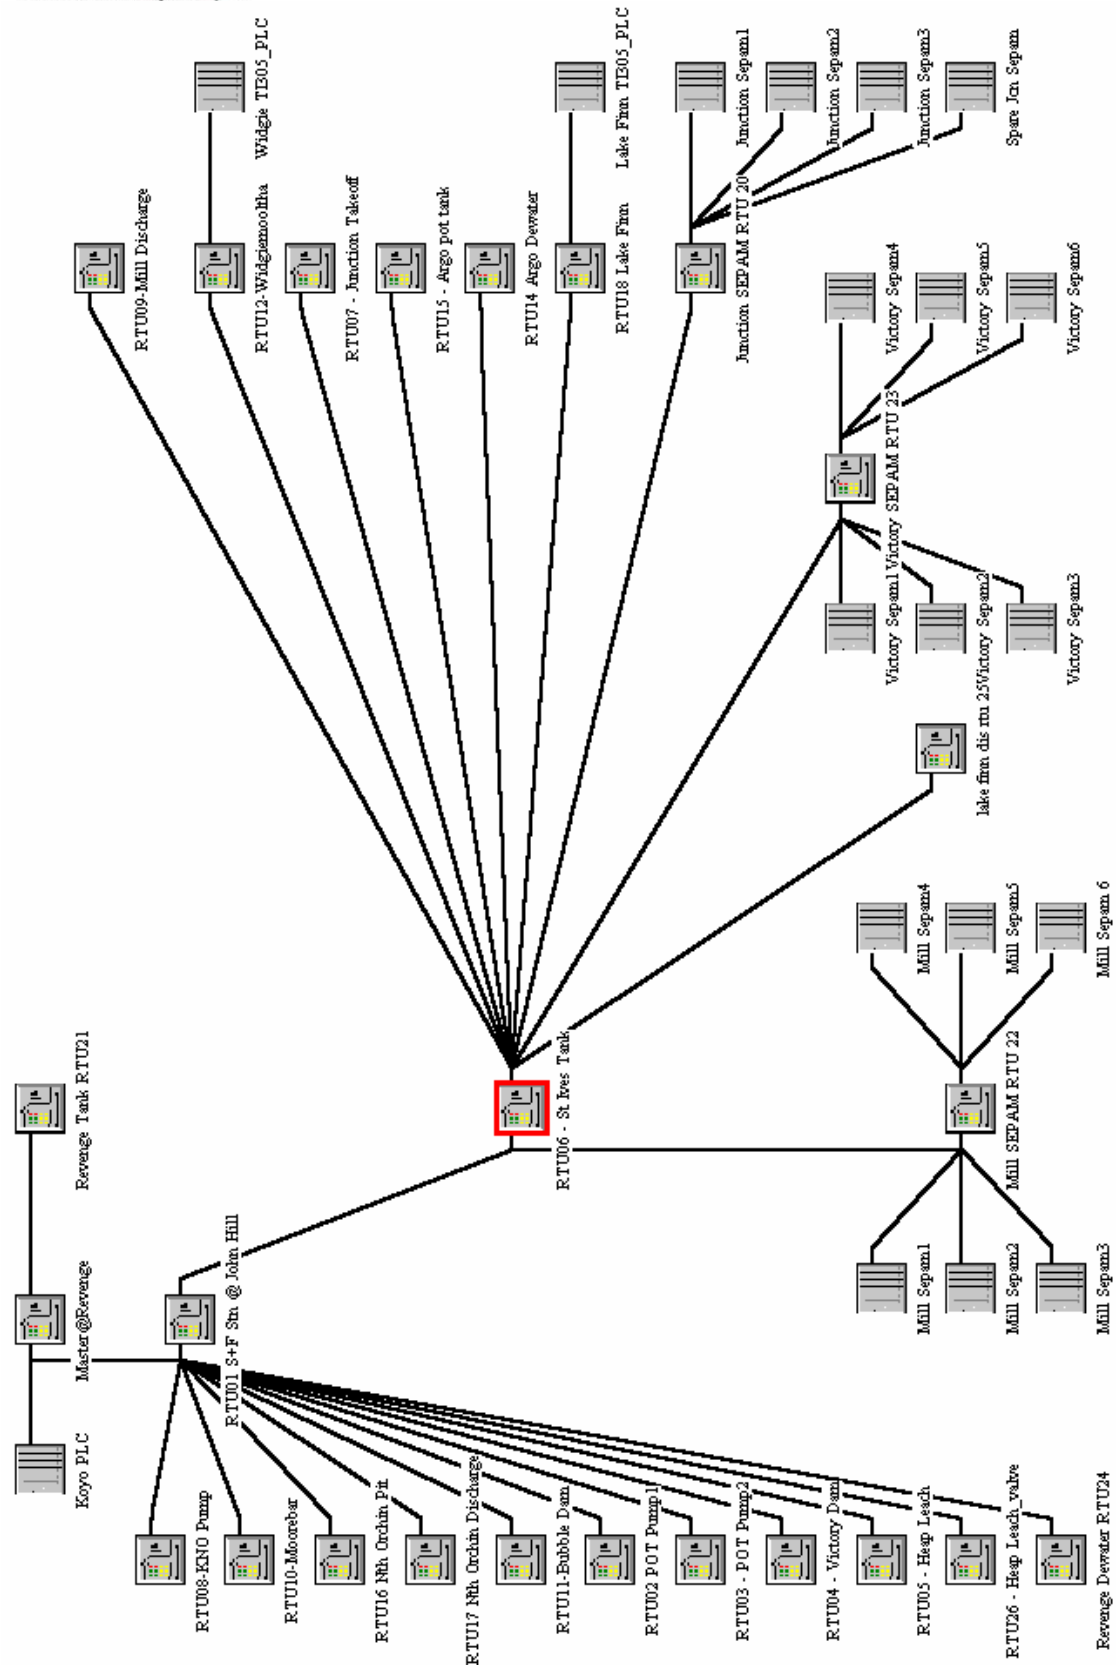 Koyo PLC
Master@Revenge
Revenge Tank RTU21
RTU01 S+F Stn @ John Hill
RTU08-KNO Pump
RTU10-Moorebar
RTU16 Nth Orchin Pit
RTU17 Nth Orchin Discharge
RTU11-Bubble Dam
RTU02 POT Pump1
RTU03 - POT Pump2
RTU04 - Victory Dam
RTU05 - Heap Leach
RTU26 - Heap Leach_valve
Revenge Dewater RTU24
RTU06 - St Ives Tank
Mill SEPAM RTU 22
Mill Sepam1
Mill Sepam2
Mill Sepam3
Mill Sepam4
Mill Sepam5
Mill Sepam 6
RTU09-Mill Discharge
RTU12-Widgiemooltha
Widgie TI305_PLC
RTU07 - Junction Takeoff
RTU15 - Argo pot tank
RTU14 Argo Dewater
RTU18 Lake Finn
Lake Finn TI305_PLC
Junction SEPAM RTU 20
Junction Sepam1
Junction Sepam2
Junction Sepam3
Spare Jcn Sepam
Victory SEPAM RTU 23
Victory Sepam1
Victory Sepam2
Victory Sepam3
Victory Sepam4
Victory Sepam5
Victory Sepam6
lake finn dis rtu 25